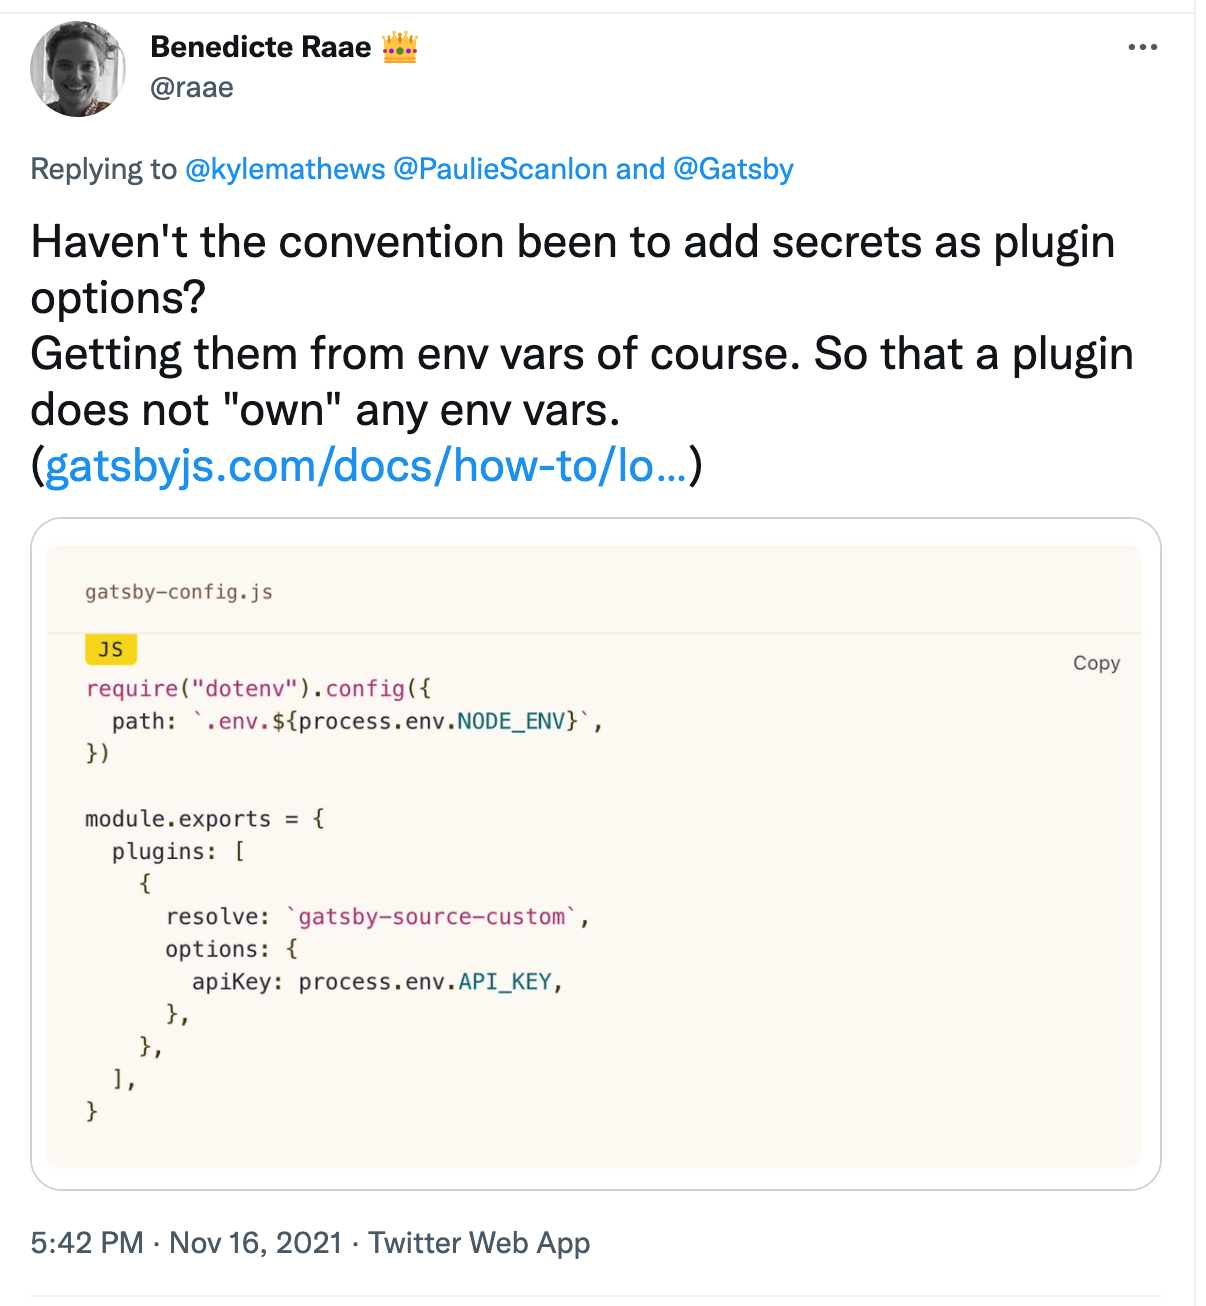 Benedicte Raae 👑
@raae
Replying to @kylemathews @PaulieScanlon and @Gatsby
Haven't the convention been to add secrets as plugin
options?
Getting them from env vars of course. So that a plugin
does not "own" any env vars.
(gatsbyjs.com/docs/how-to/lo...)
gatsby-config.js
JS
Copy
require("dotenv").config({
  path: `.env.${process.env.NODE_ENV}`,
})

module.exports = {
  plugins: [
    {
      resolve: `gatsby-source-custom`,
      options: {
        apiKey: process.env.API_KEY,
      },
    },
  ],
}
5:42 PM · Nov 16, 2021 · Twitter Web App